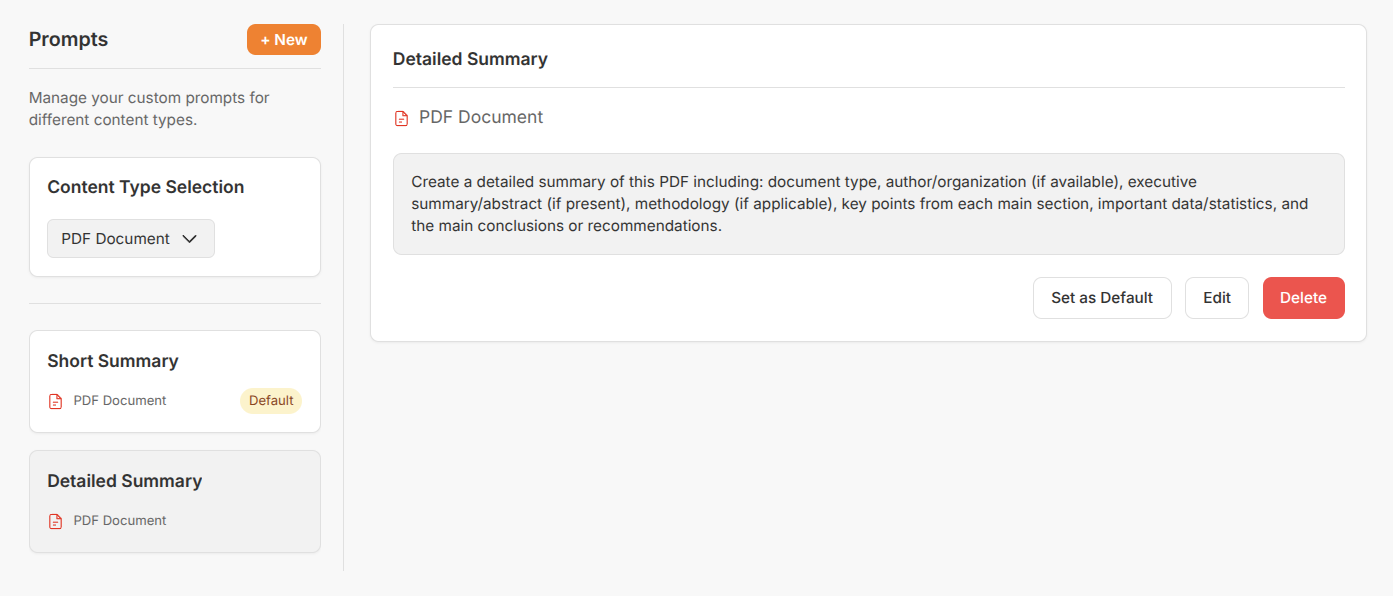 Prompts
+ New
Manage your custom prompts for
different content types.
Content Type Selection
PDF Document
Short Summary
PDF Document
Default
Detailed Summary
PDF Document
Detailed Summary
PDF Document
Create a detailed summary of this PDF including: document type, author/organization (if available), executive
summary/abstract (if present), methodology (if applicable), key points from each main section, important data/statistics, and
the main conclusions or recommendations.
Set as Default
Edit
Delete